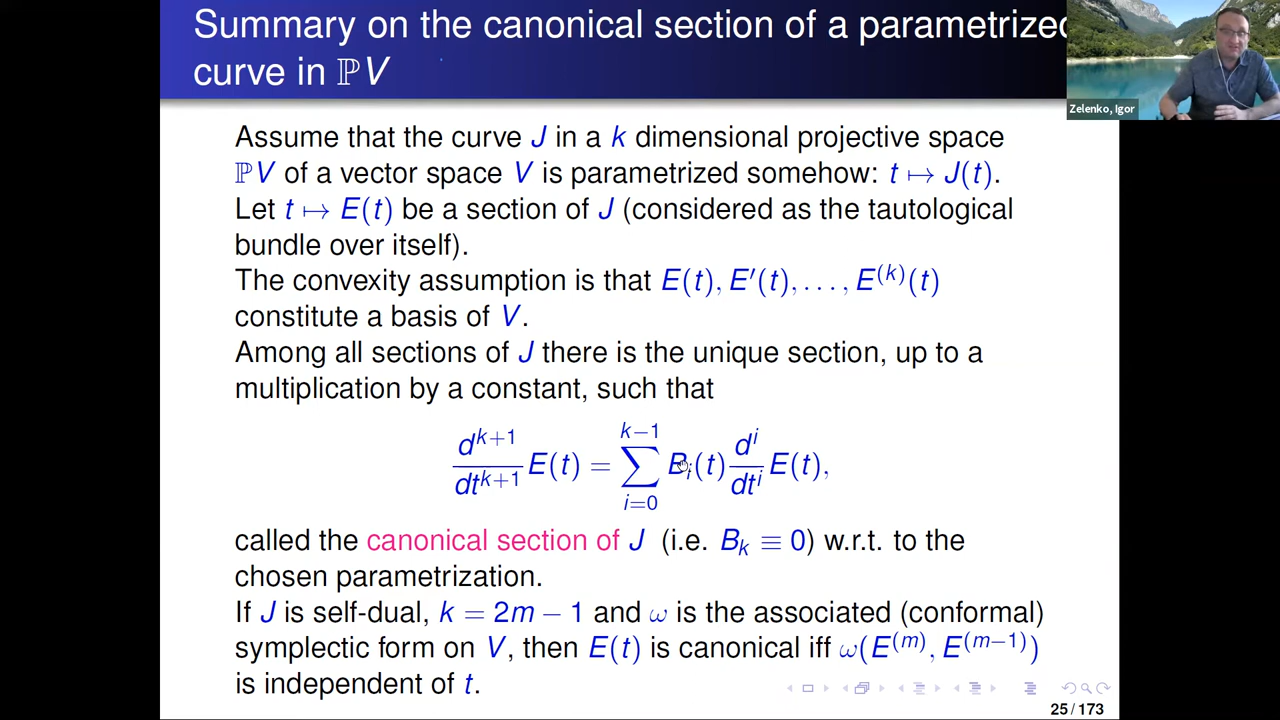 Summary on the canonical section of a parametrized
curve in ℙV
Zelenko, Igor
Assume that the curve J in a k dimensional projective space
ℙV of a vector space V is parametrized somehow: t ↦ J(t).
Let t ↦ E(t) be a section of J (considered as the tautological
bundle over itself).
The convexity assumption is that E(t), E′(t), . . . , E^{(k)}(t)
constitute a basis of V.
Among all sections of J there is the unique section, up to a
multiplication by a constant, such that
\frac{d^{k+1}}{dt^{k+1}} E(t) = \sum_{i=0}^{k-1} B_i(t) \frac{d^i}{dt^i} E(t),
called the canonical section of J (i.e. B_k ≡ 0) w.r.t. to the
chosen parametrization.
If J is self-dual, k = 2m − 1 and ω is the associated (conformal)
symplectic form on V, then E(t) is canonical iff ω(E^{(m)}, E^{(m−1)})
is independent of t.
25 / 173